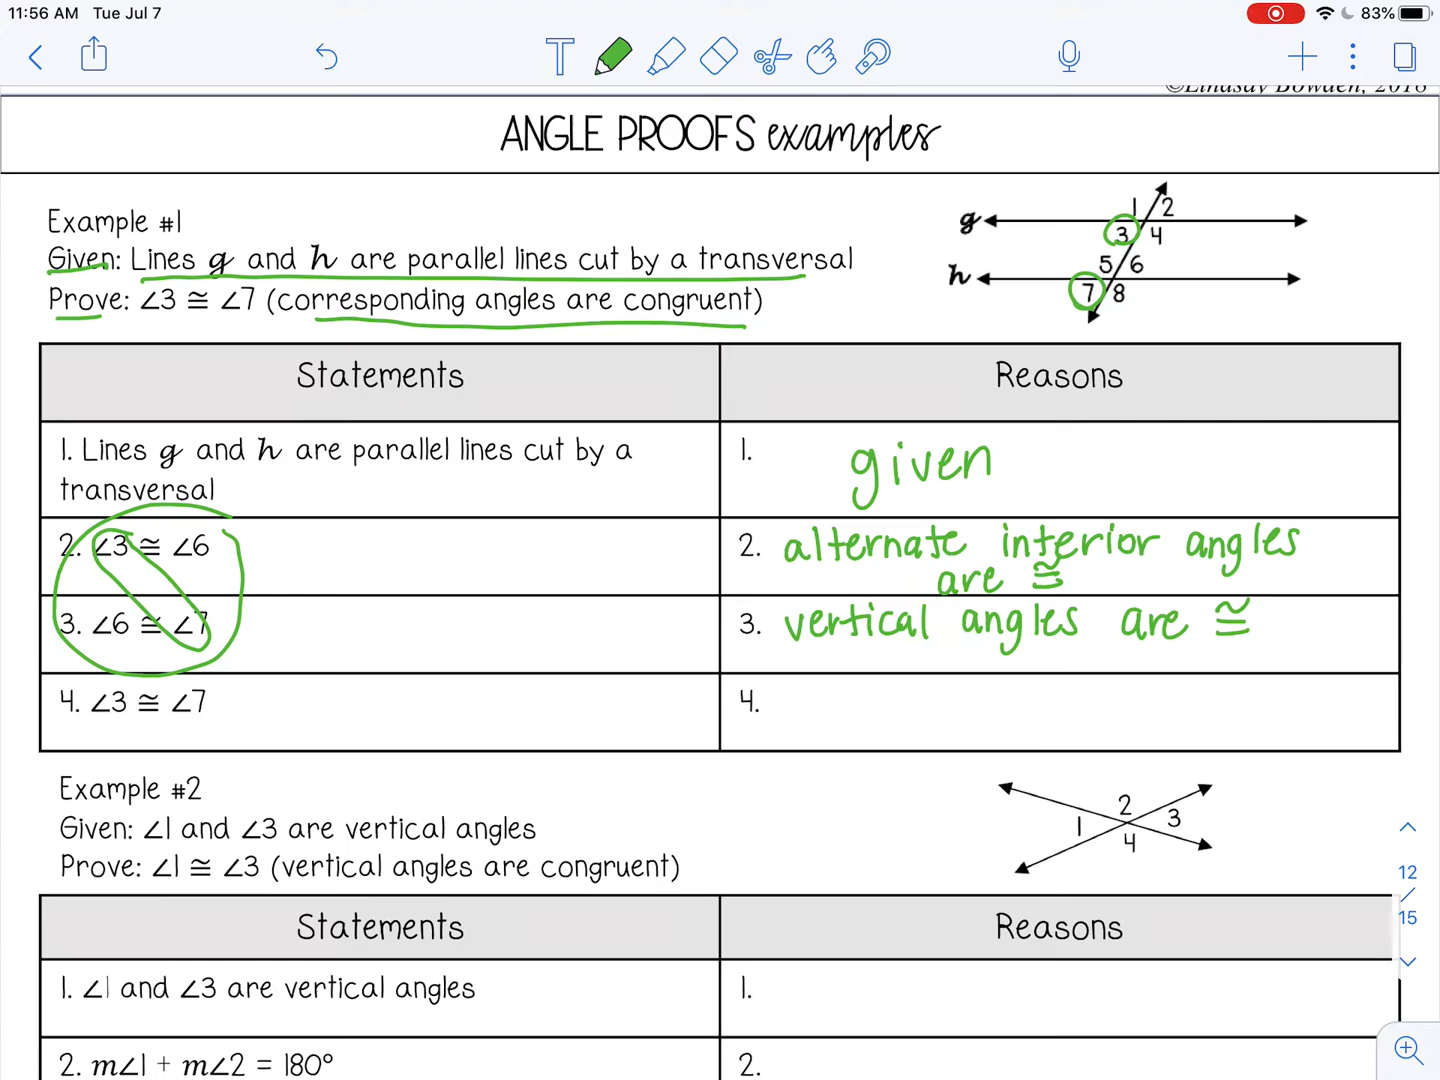 11:56 AM Tue Jul 7
83%
©Lindsay Bowden, 2018
ANGLE PROOFS examples
Example #1
Given: Lines g and h are parallel lines cut by a transversal
Prove: ∠3 ≅ ∠7 (corresponding angles are congruent)
g
1 2
3 4
h
5 6
7 8
Statements
Reasons
1. Lines g and h are parallel lines cut by a
transversal
1. given
2. ∠3 ≅ ∠6
2. alternate interior angles
are ≅
3. ∠6 ≅ ∠7
3. vertical angles are ≅
4. ∠3 ≅ ∠7
4.
Example #2
Given: ∠1 and ∠3 are vertical angles
Prove: ∠1 ≅ ∠3 (vertical angles are congruent)
2
1 3
4
12
/
15
Statements
Reasons
1. ∠1 and ∠3 are vertical angles
1.
2. m∠1 + m∠2 = 180°
2.